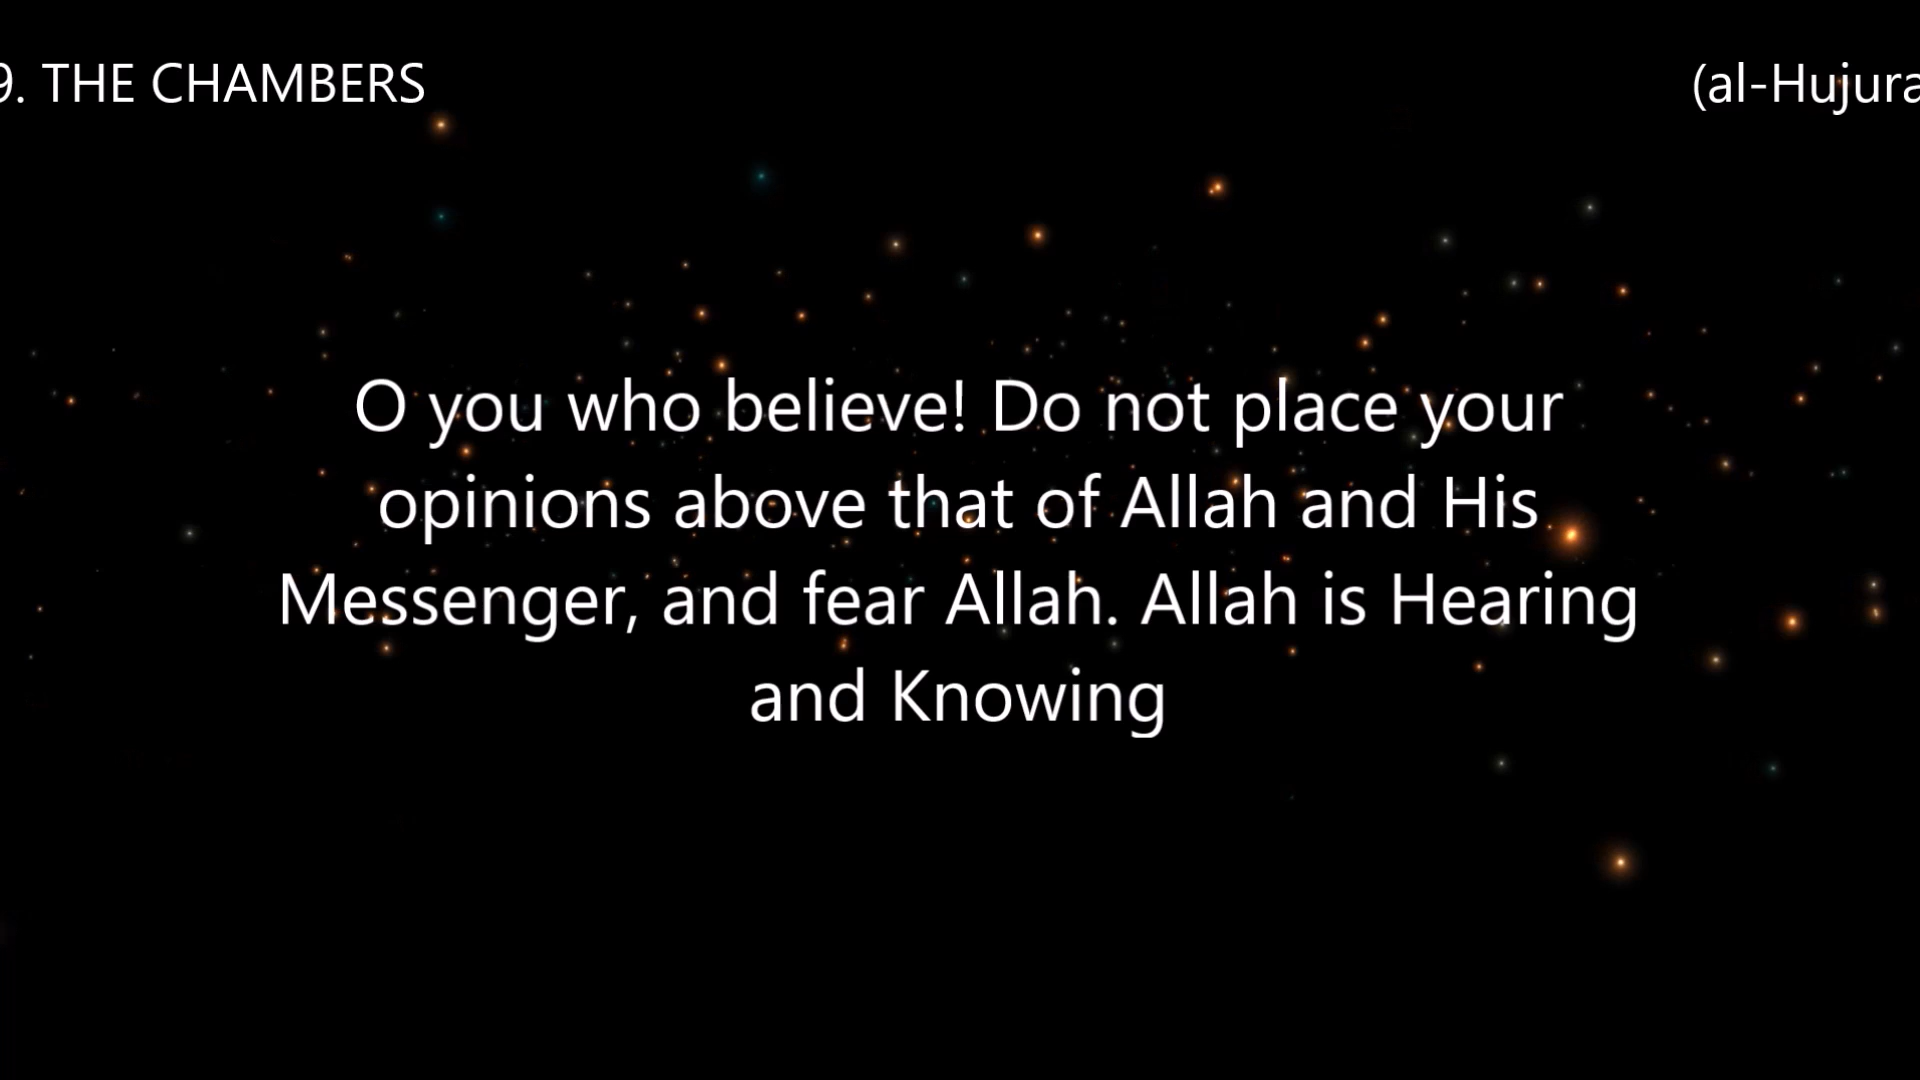 9. THE CHAMBERS
(al-Hujura
O you who believe! Do not place your
opinions above that of Allah and His
Messenger, and fear Allah. Allah is Hearing
and Knowing